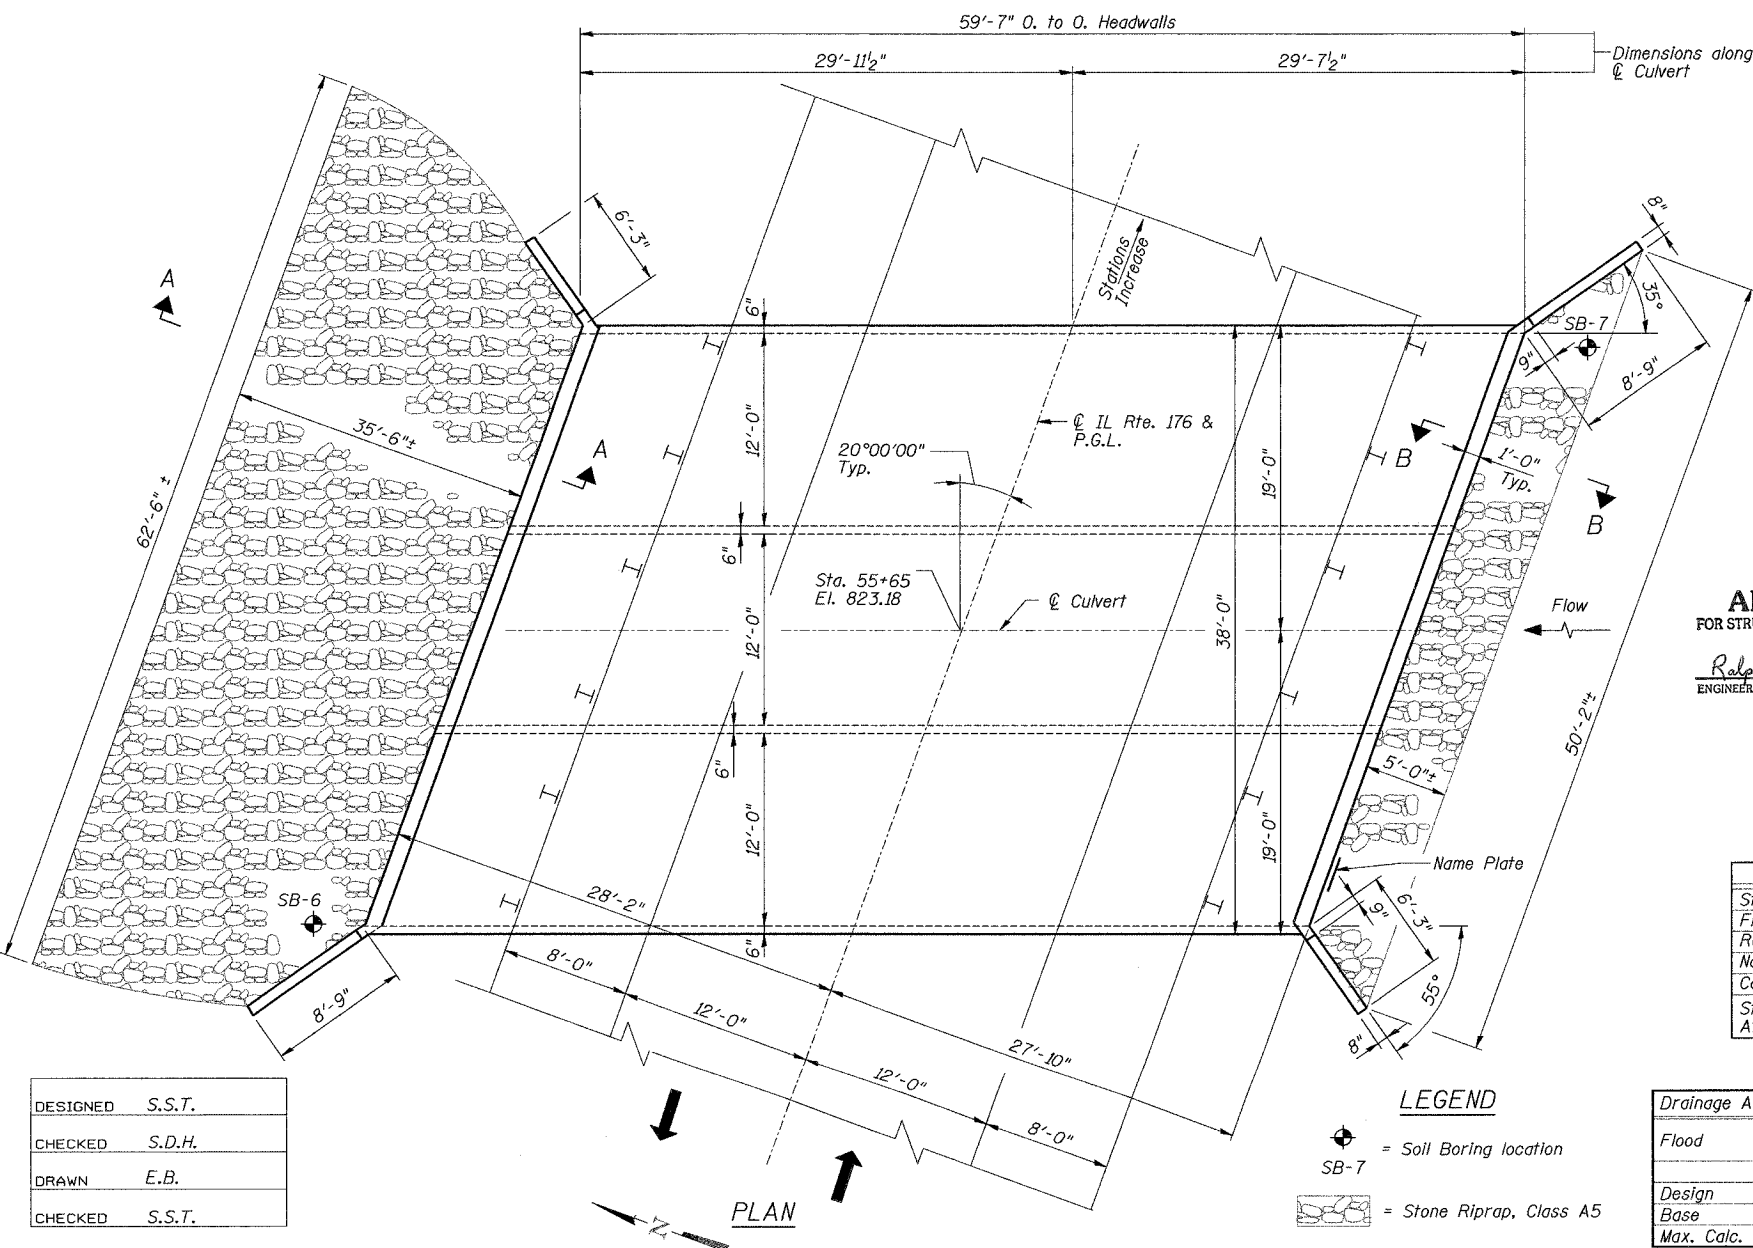 59'-7" O. to O. Headwalls
29'-11½"
29'-7½"
Dimensions along
℄ Culvert
6'-3"
8"
A
Stations
Increase
6"
35°
SB-7
9"
8'-9"
℄ IL Rte. 176 &
P.G.L.
12'-0"
35'-6"±
20°00'00"
Typ.
A
19'-0"
B
1'-0"
Typ.
B
62'-6"±
6"
Sta. 55+65
El. 823.18
℄ Culvert
12'-0"
38'-0"
Flow
FOR STRU
ENGINEER
50'-2"±
6"
5'-0"±
12'-0"
19'-0"
Name Plate
28'-2"
SB-6
9"
6'-3"
6"
8'-0"
55°
8'-9"
12'-0"
27'-10"
8"
12'-0"
8'-0"
DESIGNED S.S.T.
CHECKED S.D.H.
DRAWN E.B.
CHECKED S.S.T.
N
PLAN
LEGEND
SB-7 = Soil Boring location
= Stone Riprap, Class A5
Drainage A
Flood
Design
Base
Max. Calc.